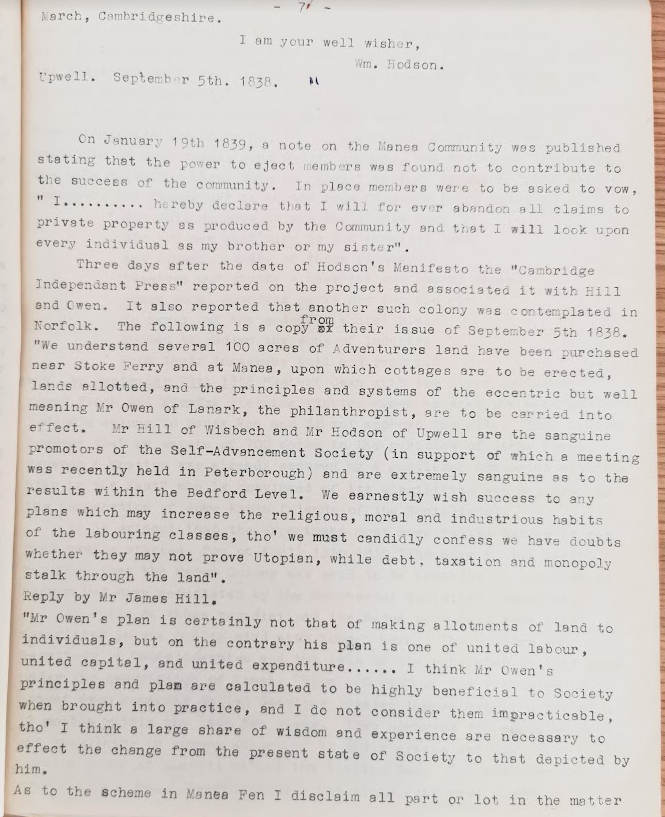 - 7 -
March, Cambridgeshire.
I am your well wisher,
Wm. Hodson.
Upwell. September 5th. 1838.
On January 19th 1839, a note on the Manea Community was published
stating that the power to eject members was found not to contribute to
the success of the community. In place members were to be asked to vow,
" I.......... hereby declare that I will for ever abandon all claims to
private property as produced by the Community and that I will look upon
every individual as my brother or my sister".
Three days after the date of Hodson's Manifesto the "Cambridge
Independant Press" reported on the project and associated it with Hill
and Owen. It also reported that another such colony was contemplated in
from
Norfolk. The following is a copy their issue of September 5th 1838.
"We understand several 100 acres of Adventurers land have been purchased
near Stoke Ferry and at Manea, upon which cottages are to be erected,
lands allotted, and the principles and systems of the eccentric but well
meaning Mr Owen of Lanark, the philanthropist, are to be carried into
effect. Mr Hill of Wisbech and Mr Hodson of Upwell are the sanguine
promotors of the Self-Advancement Society (in support of which a meeting
was recently held in Peterborough) and are extremely sanguine as to the
results within the Bedford Level. We earnestly wish success to any
plans which may increase the religious, moral and industrious habits
of the labouring classes, tho' we must candidly confess we have doubts
whether they may not prove Utopian, while debt, taxation and monopoly
stalk through the land".
Reply by Mr James Hill.
"Mr Owen's plan is certainly not that of making allotments of land to
individuals, but on the contrary his plan is one of united labour,
united capital, and united expenditure...... I think Mr Owen's
principles and plan are calculated to be highly beneficial to Society
when brought into practice, and I do not consider them impracticable,
tho' I think a large share of wisdom and experience are necessary to
effect the change from the present state of Society to that depicted by
him.
As to the scheme in Manea Fen I disclaim all part or lot in the matter